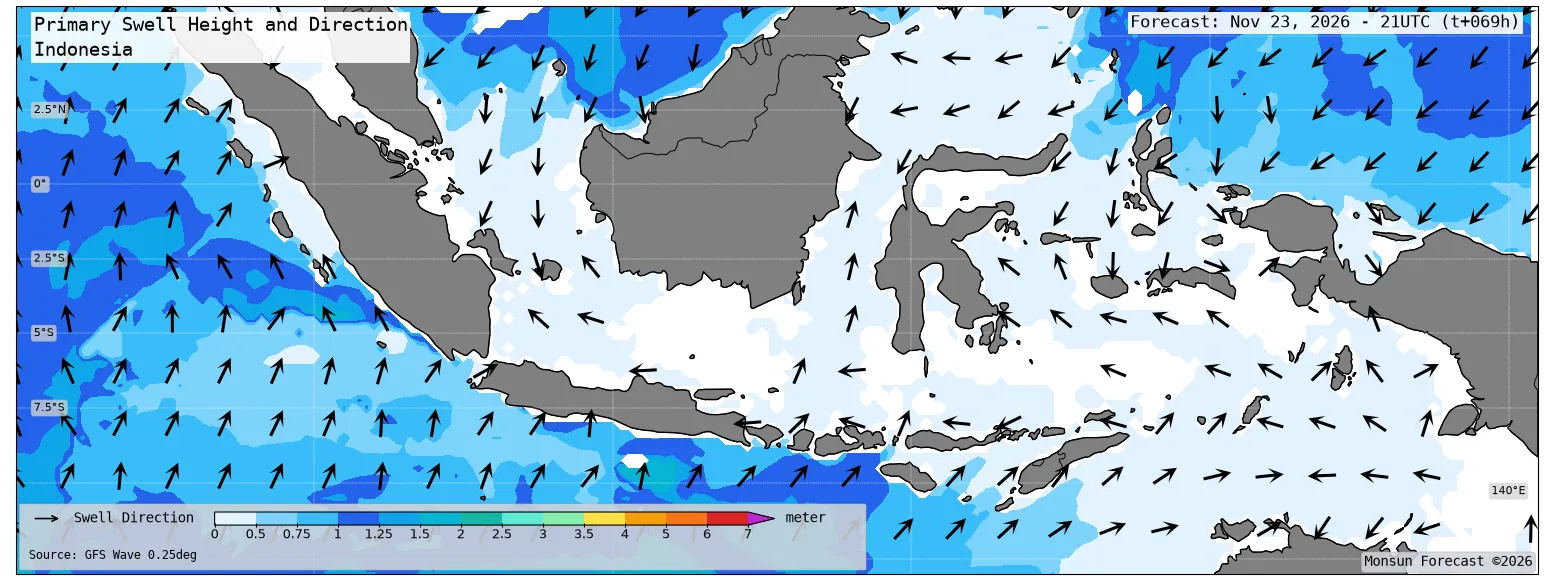 Primary Swell Height and Direction
Indonesia
Forecast: Nov 23, 2026 - 21UTC (t+069h)
2.5°N
0°
2.5°S
5°S
7.5°S
140°E
Swell Direction
0 0.5 0.75 1 1.25 1.5 2 2.5 3 3.5 4 5 6 7
meter
Source: GFS Wave 0.25deg
Monsun Forecast ©2026